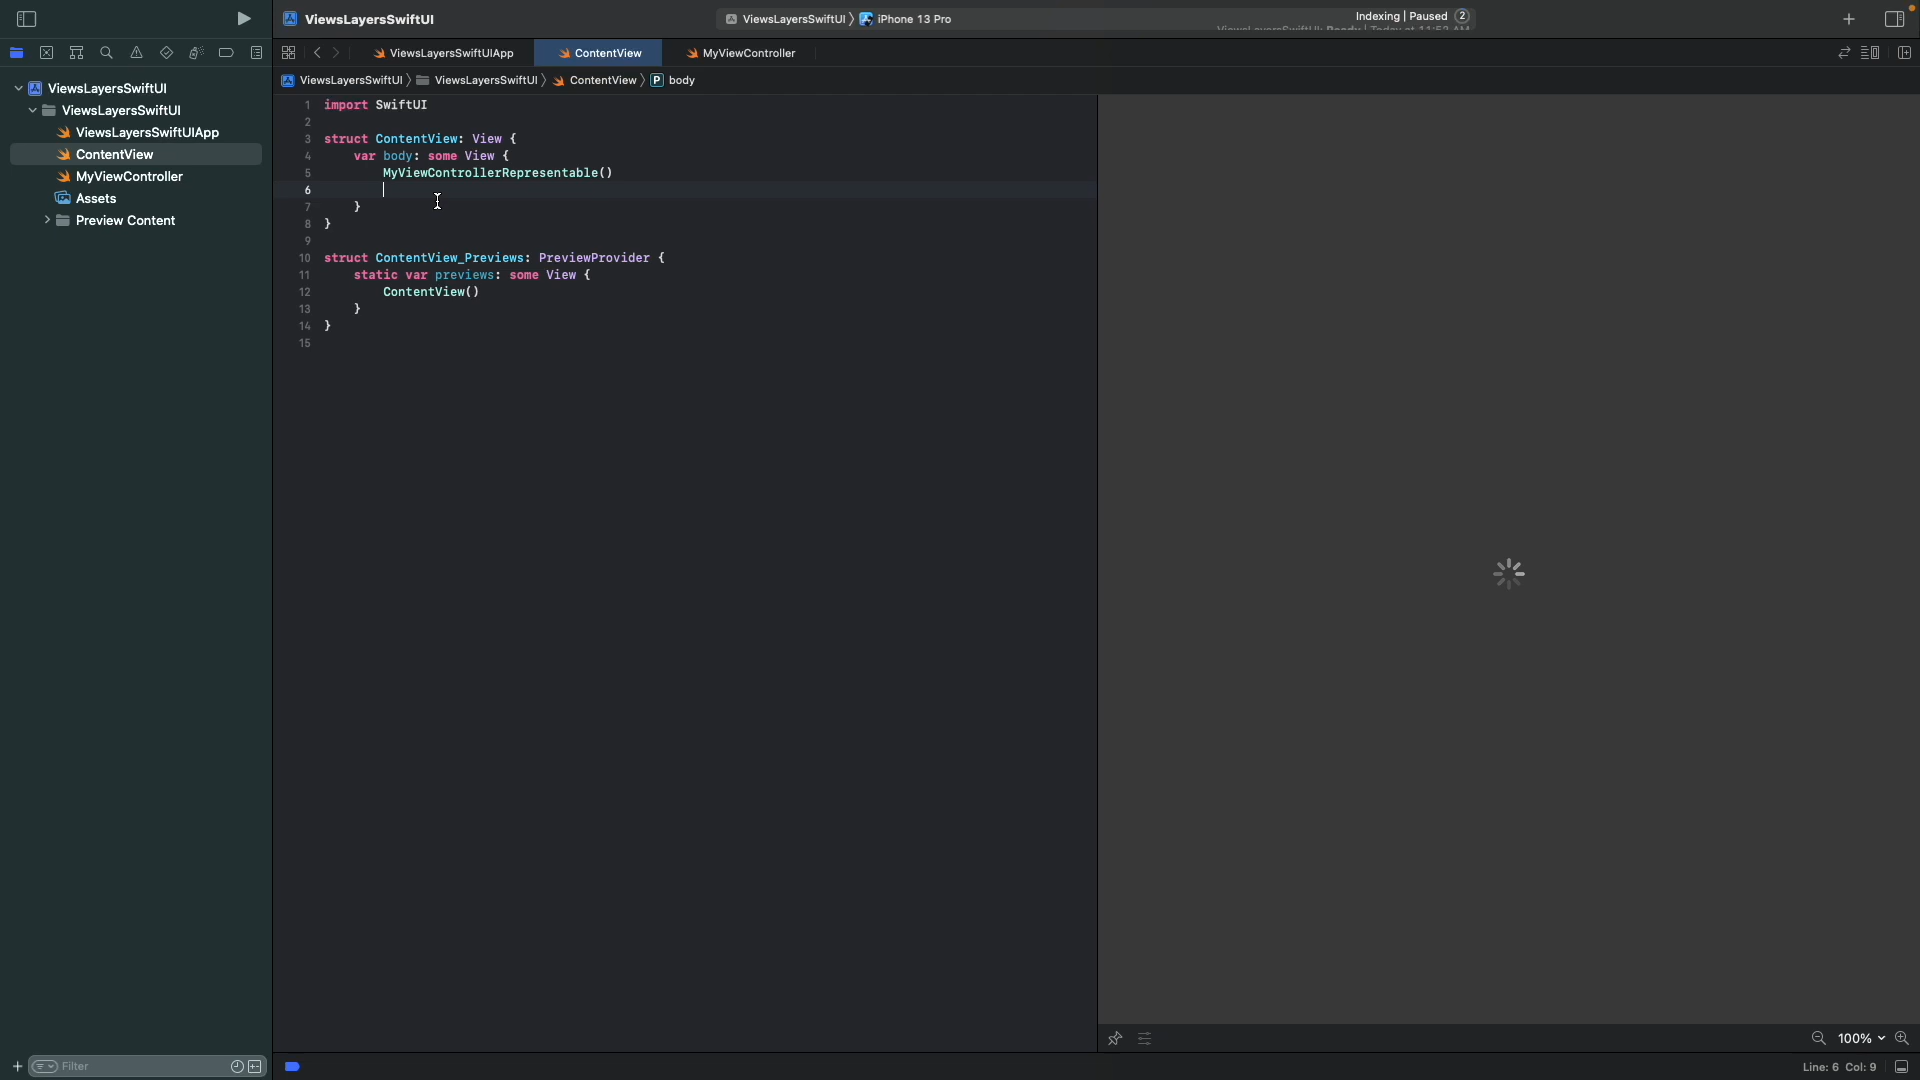 ViewsLayersSwiftUI
ViewsLayersSwiftUI 〉 iPhone 13 Pro
Indexing | Paused 2
ViewsLayersSwiftUIApp
ContentView
MyViewController
ViewsLayersSwiftUI 〉 ViewsLayersSwiftUI 〉 ContentView 〉 P body
ViewsLayersSwiftUI
ViewsLayersSwiftUI
ViewsLayersSwiftUIApp
ContentView
MyViewController
Assets
Preview Content
1 import SwiftUI
2
3 struct ContentView: View {
4 var body: some View {
5 MyViewControllerRepresentable()
6
7 }
8 }
9
10 struct ContentView_Previews: PreviewProvider {
11 static var previews: some View {
12 ContentView()
13 }
14 }
15
100%
Filter
Line: 6 Col: 9